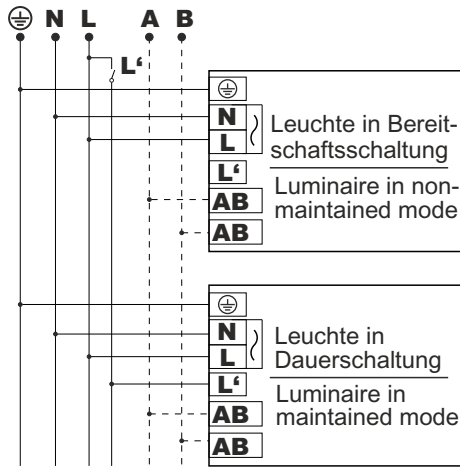 N L A B
L‘
N
L
L‘
AB
AB
Leuchte in Bereit-
schaftsschaltung
Luminaire in non-
maintained mode
N
L
L‘
AB
AB
Leuchte in
Dauerschaltung
Luminaire in
maintained mode